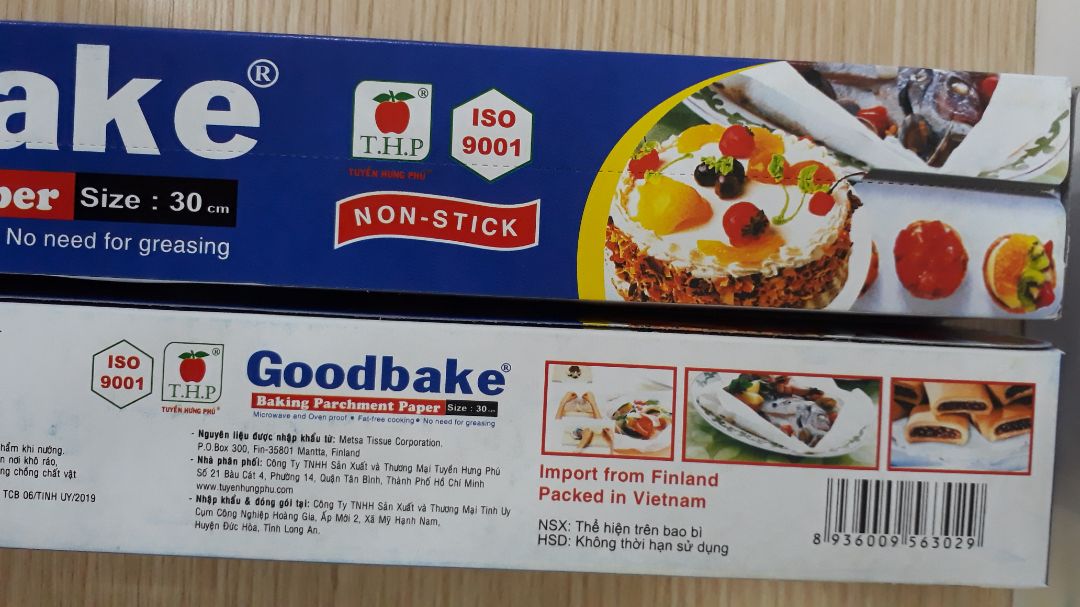 ake®
per Size : 30 cm
No need for greasing
®
T.H.P
TUYỀN HƯNG PHÚ®
ISO
9001
NON-STICK
ISO
9001
®
T.H.P
TUYỀN HƯNG PHÚ®
Goodbake®
Baking Parchment Paper Size : 30 cm
Microwave and Oven proof • Fat-free cooking • No need for greasing
hẩm khi nướng.
n nơi khô ráo,
ng chồng chất vật
TCB 06/TINH UY/2019
- Nguyên liệu được nhập khẩu từ: Metsa Tissue Corporation.
P.O.Box 300, Fin-35801 Mantta, Finland
- Nhà phân phối: Công Ty TNHH Sản Xuất và Thương Mại Tuyền Hưng Phú
Số 21 Bàu Cát 4, Phường 14, Quận Tân Bình, Thành Phố Hồ Chí Minh
www.tuyenhungphu.com
- Nhập khẩu & đóng gói tại: Công Ty TNHH Sản Xuất và Thương Mại Tinh Uy
Cụm Công Nghiệp Hoàng Gia, Ấp Mới 2, Xã Mỹ Hạnh Nam,
Huyện Đức Hòa, Tỉnh Long An.
Import from Finland
Packed in Vietnam
NSX: Thể hiện trên bao bì
HSD: Không thời hạn sử dụng
8 936009 563029